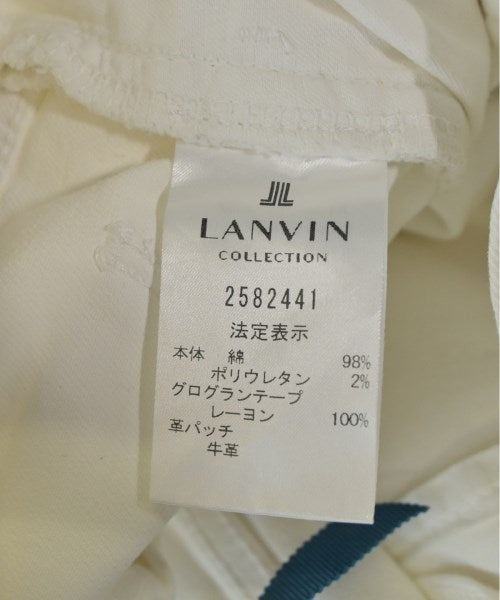 LANVIN
COLLECTION
2582441
法定表示
本体 綿 98%
ポリウレタン 2%
グログランテープ
レーヨン 100%
革パッチ
牛革